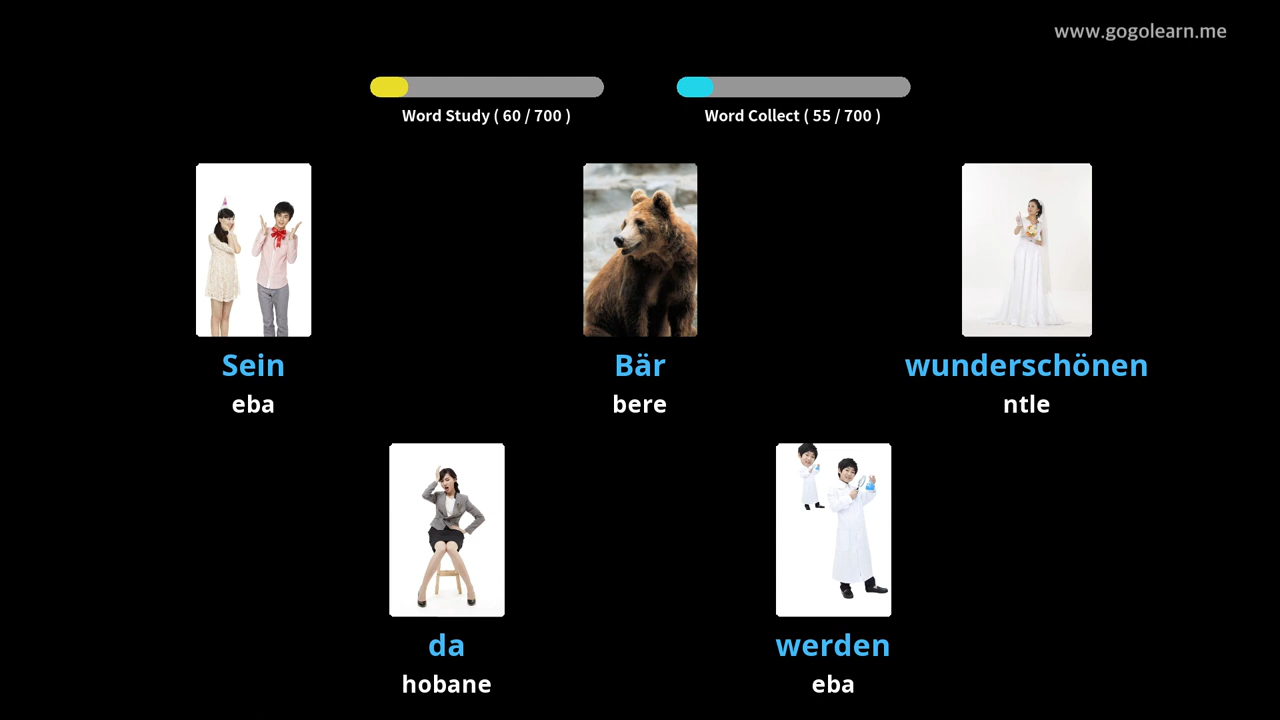 www.gogolearn.me
Word Study ( 60 / 700 )
Word Collect ( 55 / 700 )
Sein
eba
Bär
bere
wunderschönen
ntle
da
hobane
werden
eba